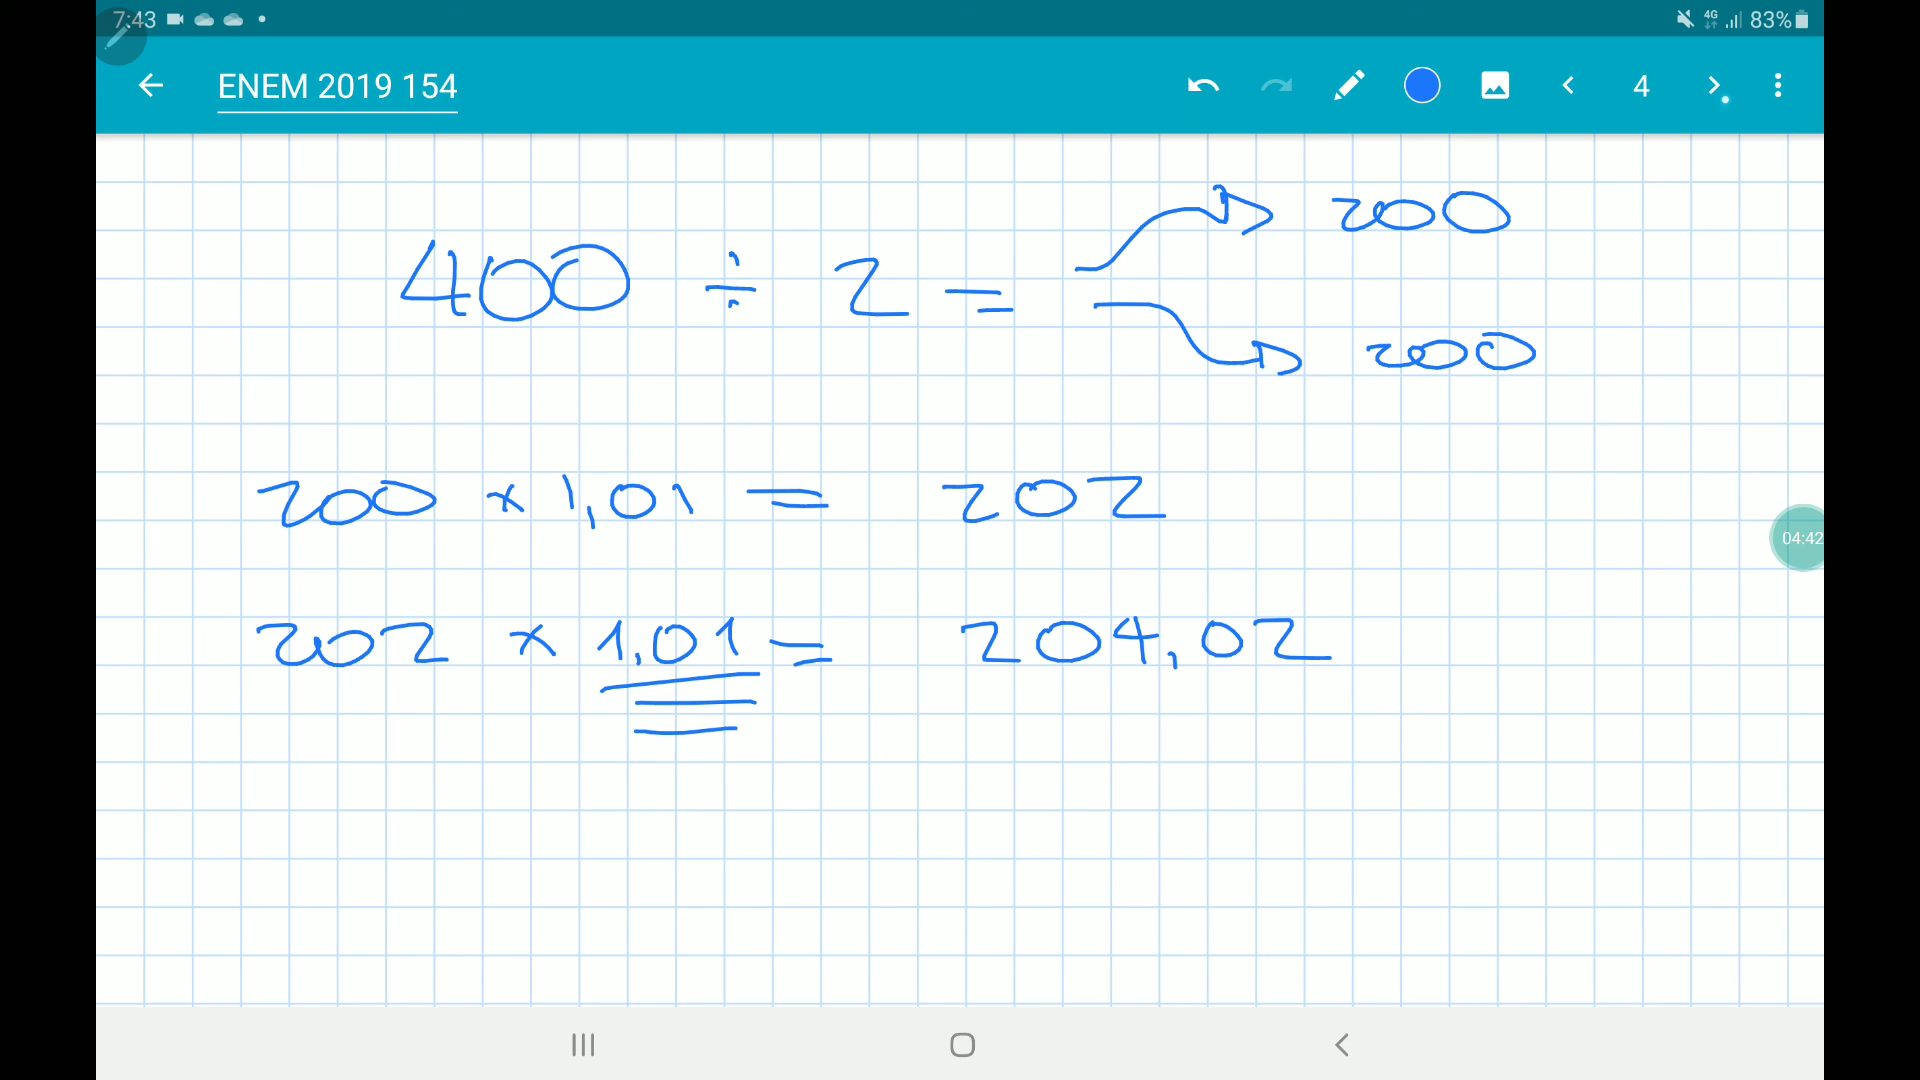 7:43 4G 83%
ENEM 2019 154 4
400 ÷ 2 = 200
200
200 × 1,01 = 202
04:42
202 × 1,01 = 204,02